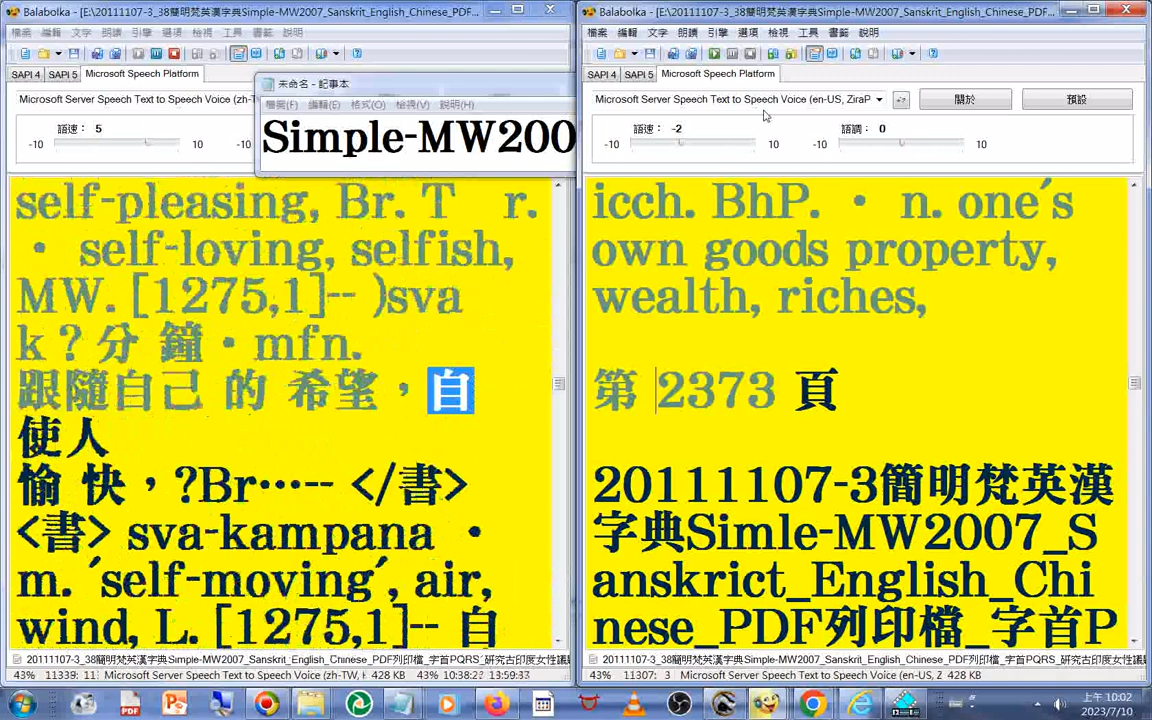 Balabolka - [E:\20111107-3_38簡明梵英漢字典Simple-MW2007_Sanskrit_English_Chinese_PDF...
檔案 編輯 文字 朗讀 引擎 選項 檢視 工具 書籤 說明
SAPI 4 SAPI 5 Microsoft Speech Platform
Microsoft Server Speech Text to Speech Voice (zh-T
語速： 5
-10 10 -10
未命名 - 記事本
檔案(F) 編輯(E) 格式(O) 檢視(V) 說明(H)
Simple-MW200
self-pleasing, Br. T r.
• self-loving, selfish,
MW. [1275,1]-- )sva
k？分 鐘•mfn.
跟隨自己 的 希望，自
使人
愉 快，?Br…-- </書>
<書> sva-kampana •
m. 'self-moving', air,
wind, L. [1275,1]-- 自
20111107-3_38簡明梵英漢字典Simple-MW2007_Sanskrit_English_Chinese_PDF列印檔_字首PQRS_研究古印度女性議
43% 11339: 11 Microsoft Server Speech Text to Speech Voice (zh-TW, 428 KB 10:38:2 13:59:37
Balabolka - [E:\20111107-3_38簡明梵英漢字典Simple-MW2007_Sanskrit_English_Chinese_PDF...
檔案 編輯 文字 朗讀 引擎 選項 檢視 工具 書籤 說明
SAPI 4 SAPI 5 Microsoft Speech Platform
Microsoft Server Speech Text to Speech Voice (en-US, ZiraP 關於 預設
語速： -2 語調： 0
-10 10 -10 10
icch. BhP. • n. one's
own goods property,
wealth, riches,
第 2373 頁
20111107-3簡明梵英漢
字典Simle-MW2007_S
anskrict_English_Chi
nese_PDF列印檔_字首P
20111107-3_38簡明梵英漢字典Simple-MW2007_Sanskrit_English_Chinese_PDF列印檔_字首PQRS_研究古印度女性議
43% 11307: 3 Microsoft Server Speech Text to Speech Voice (en-US, 428 KB
上午 10:02
2023/7/10